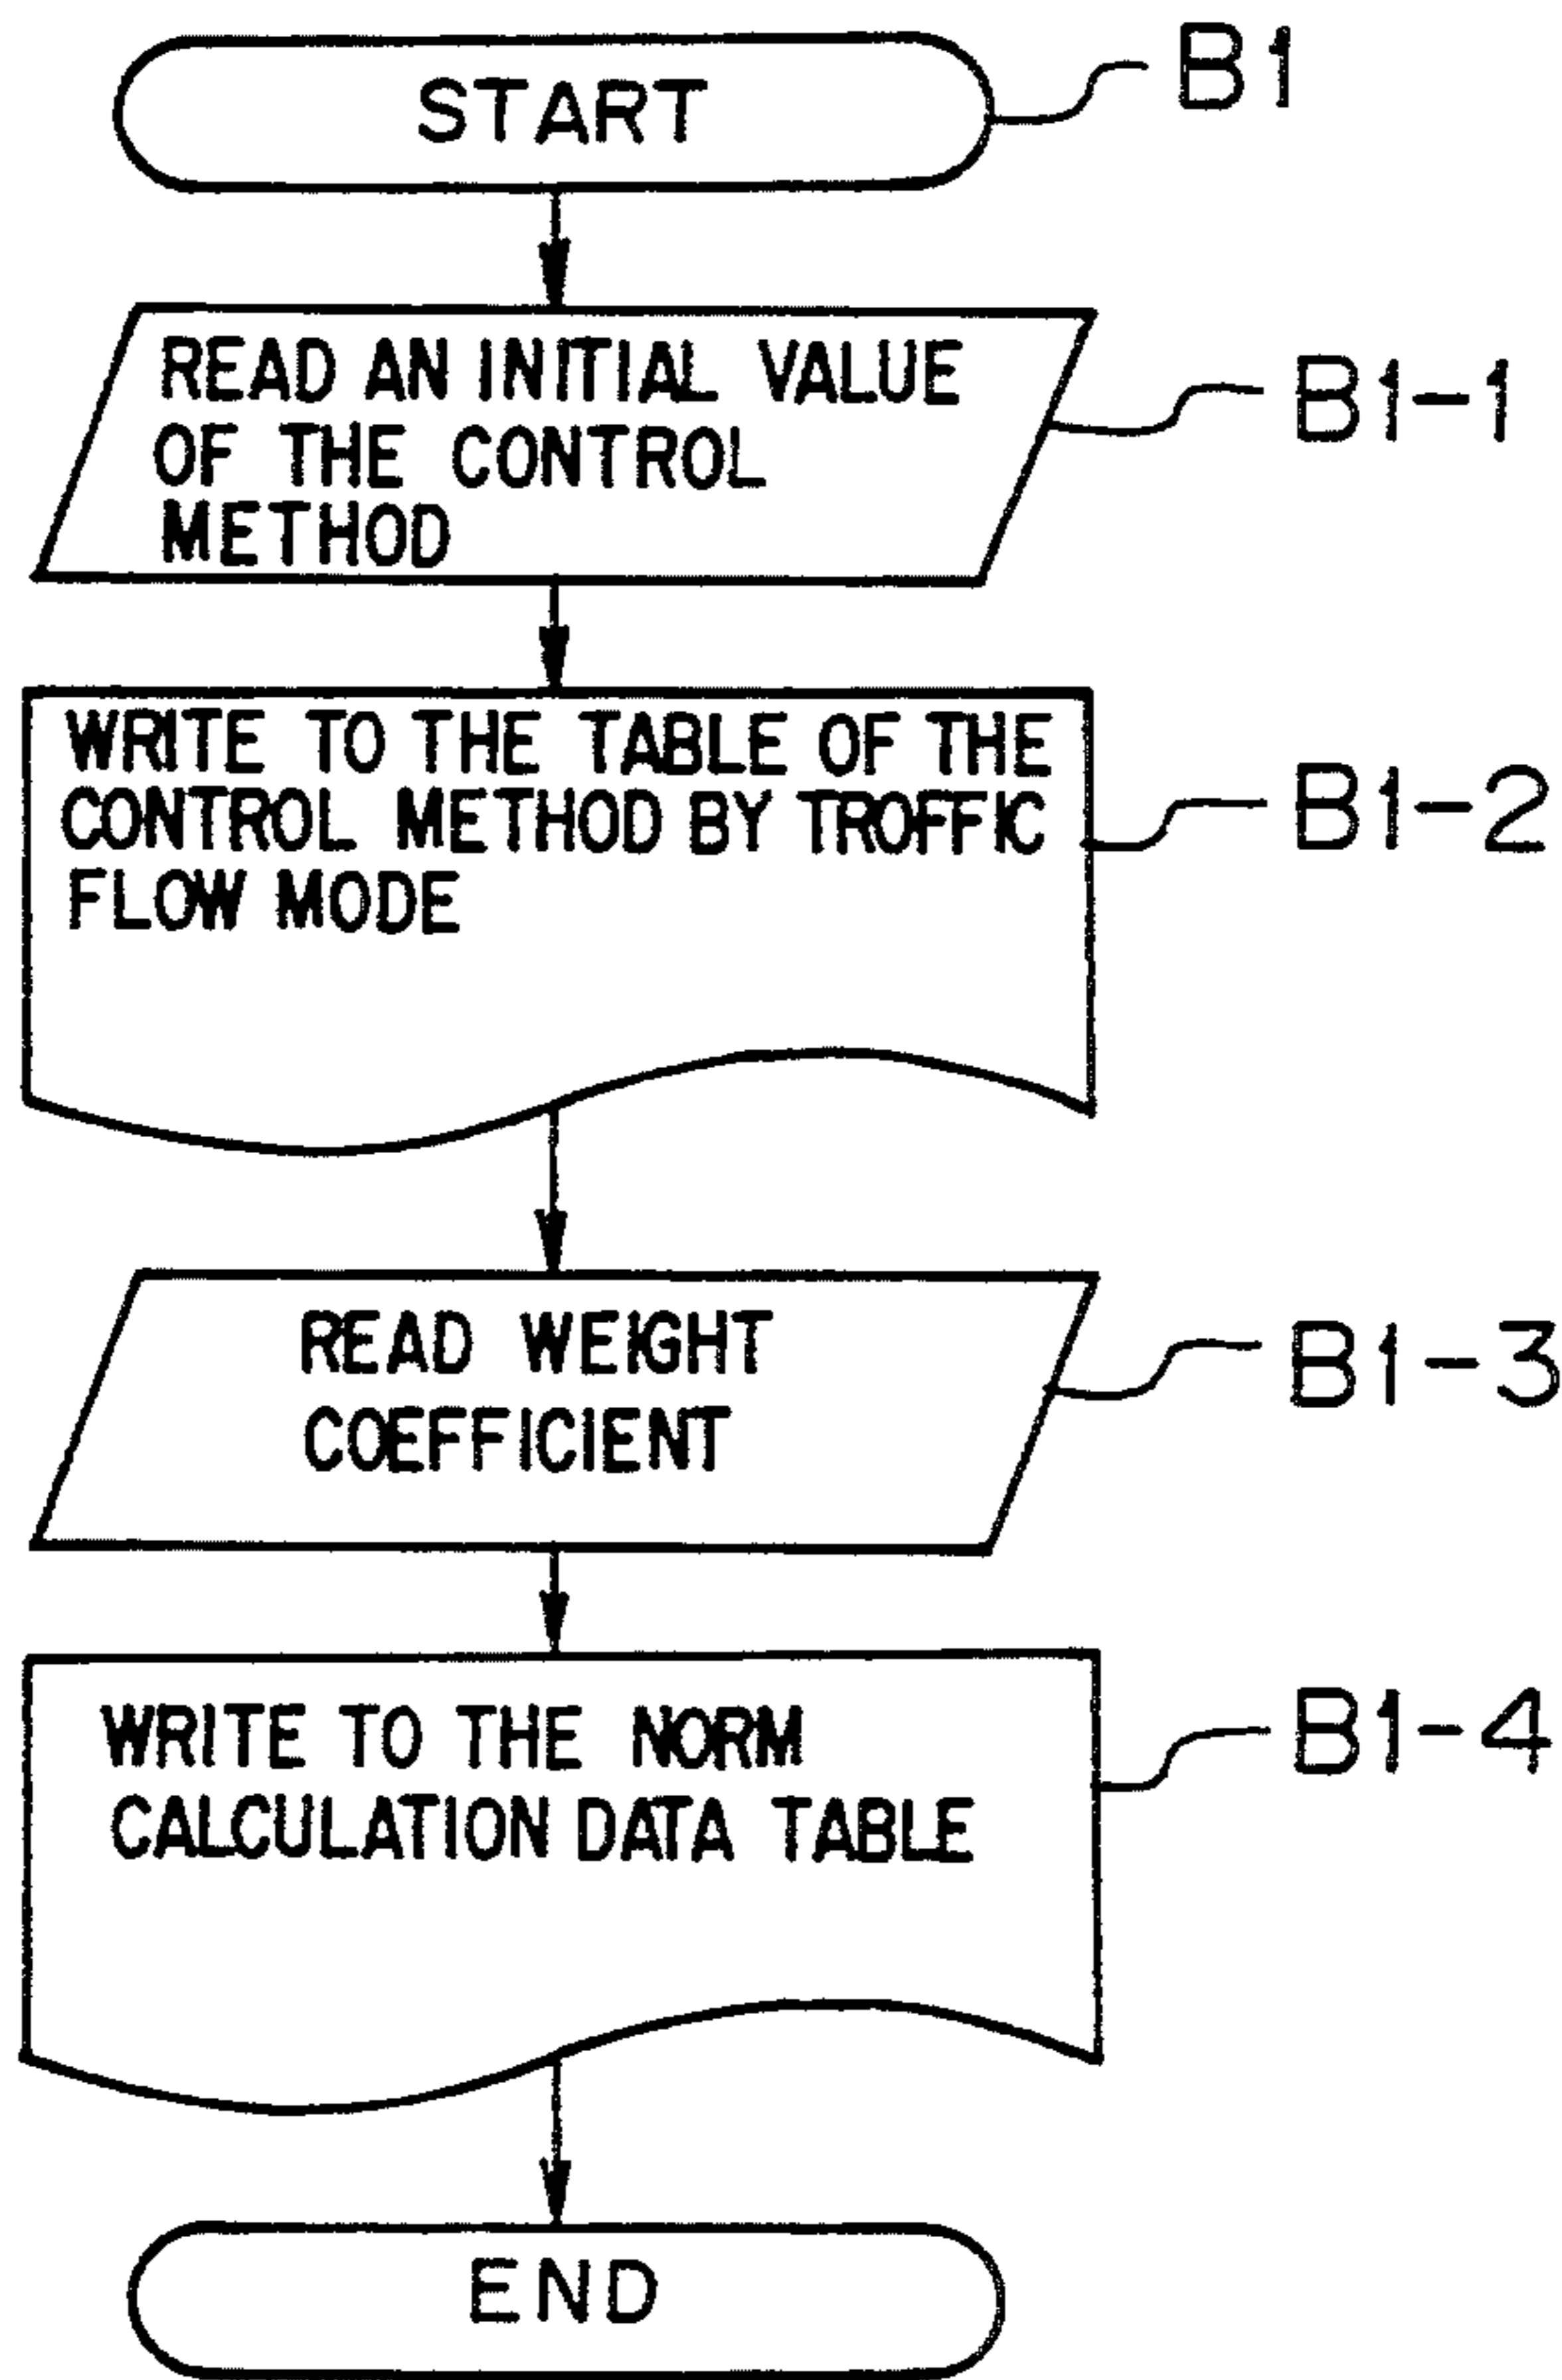 START
B1
READ AN INITIAL VALUE
OF THE CONTROL
METHOD
B1-1
WRITE TO THE TABLE OF THE
CONTROL METHOD BY TROFFIC
FLOW MODE
B1-2
READ WEIGHT
COEFFICIENT
B1-3
WRITE TO THE NORM
CALCULATION DATA TABLE
B1-4
END